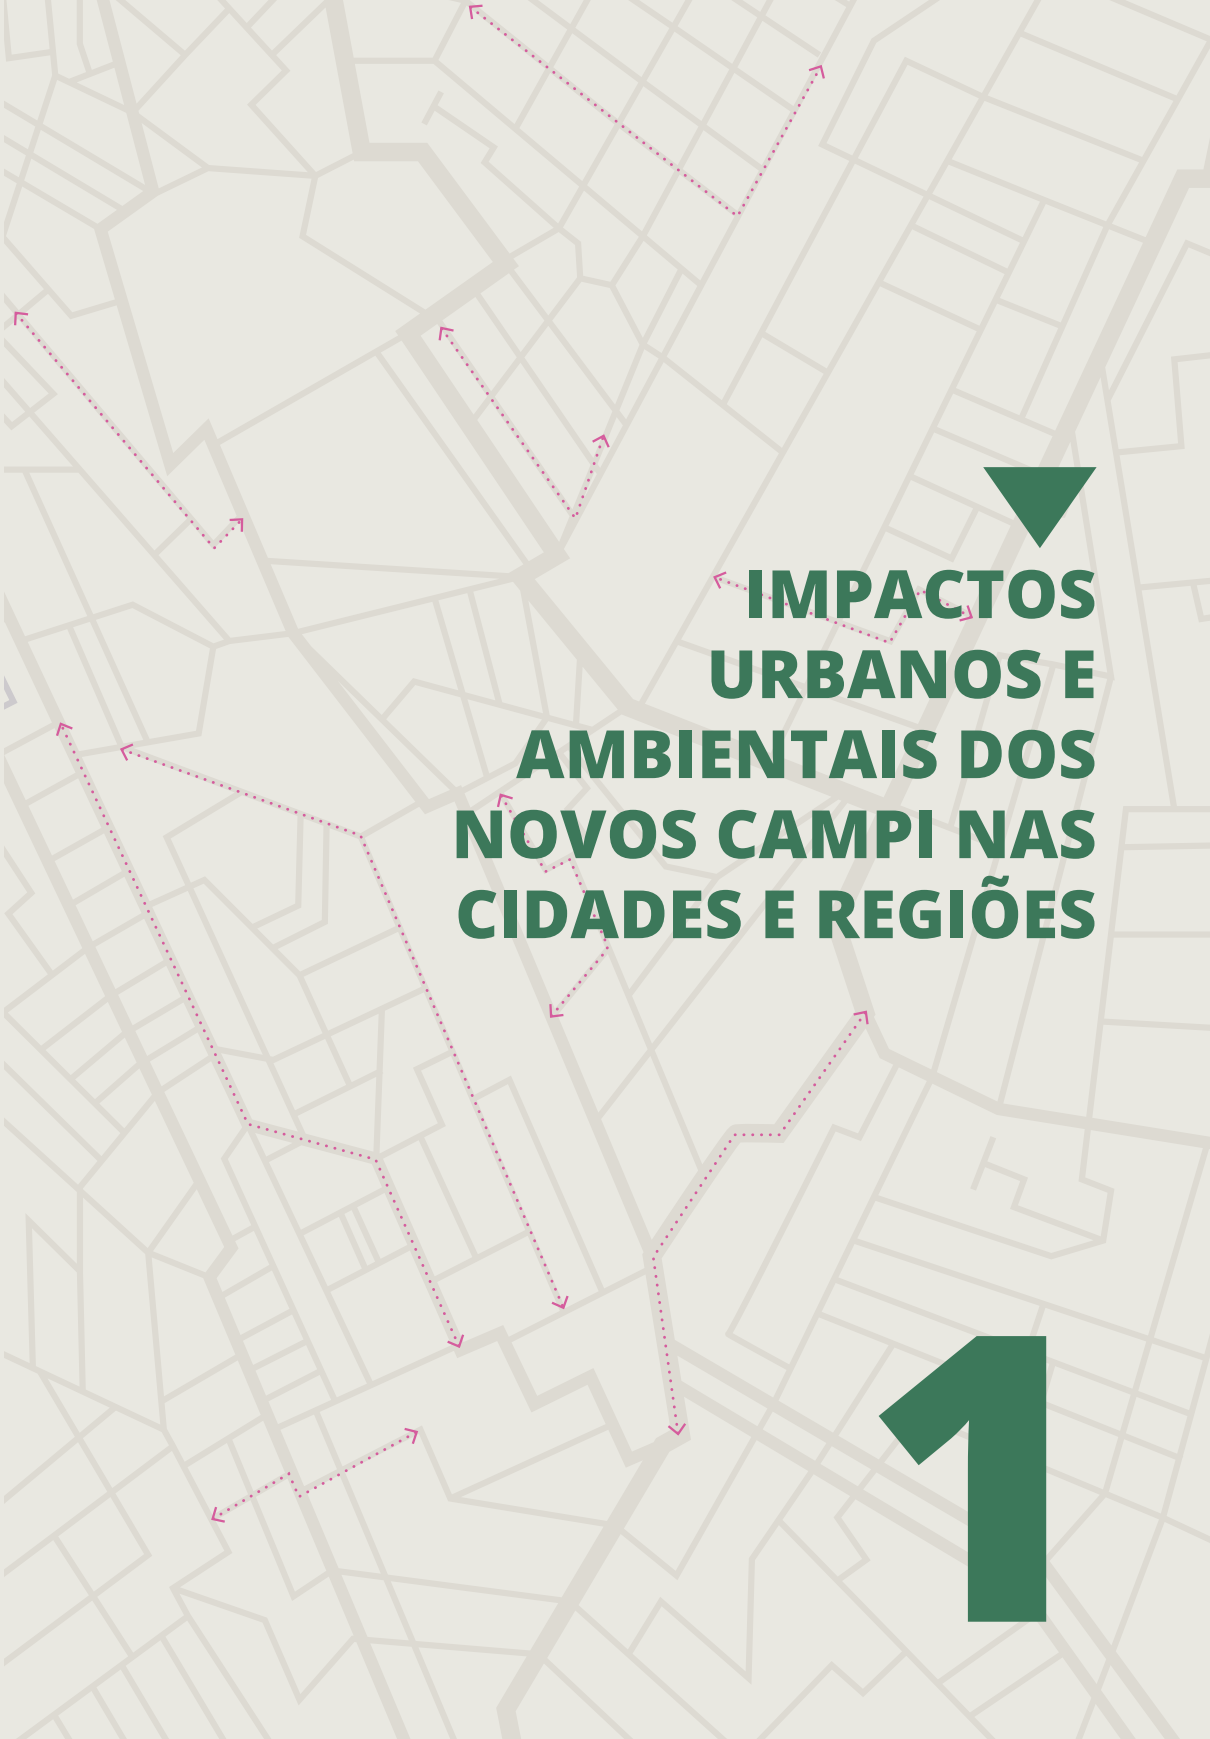 IMPACTOS
URBANOS E
AMBIENTAIS DOS
NOVOS CAMPI NAS
CIDADES E REGIÕES
1